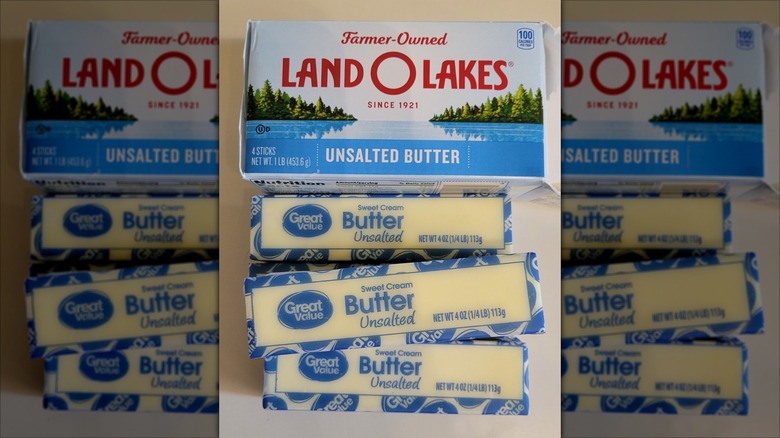 Farmer-Owned
LAND O LAKES®
SINCE 1921
100
U D
4 STICKS
NET WT. 1 LB (453.6 g)
UNSALTED BUTTER
Nutrition
Great Value
Sweet Cream
Butter
Unsalted
NET WT 4 OZ (1/4 LB) 113g
Great Value
Sweet Cream
Butter
Unsalted
NET WT 4 OZ (1/4 LB) 113g
Great Value
Sweet Cream
Butter
Unsalted
NET WT 4 OZ (1/4 LB) 113g